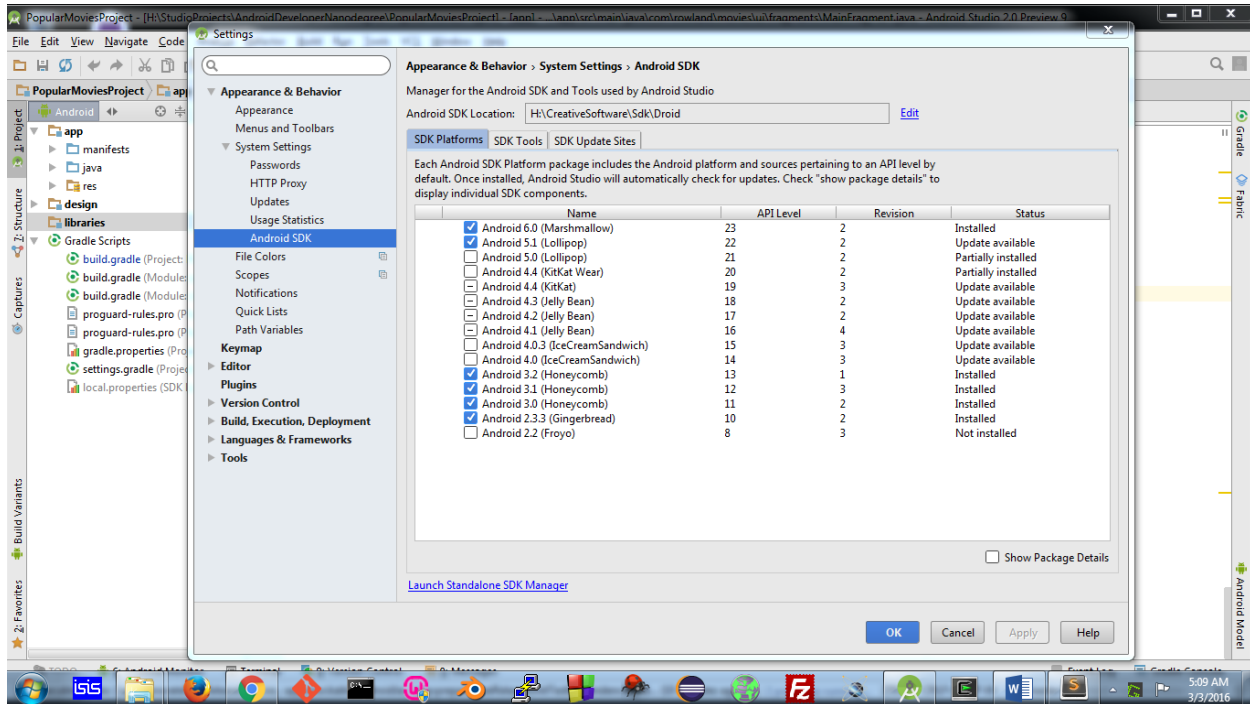 PopularMoviesProject - [H:\StudioProjects\AndroidDeveloperNanodegree\PopularMoviesProject] - [app] - ...\app\src\main\java\com\rowland\movies\ui\fragments\MainFragment.java - Android Studio 2.0 Preview 9
File Edit View Navigate Code
Settings
PopularMoviesProject
Android
app
manifests
java
res
design
libraries
Gradle Scripts
build.gradle (Project:
build.gradle (Module:
build.gradle (Module:
proguard-rules.pro (P
proguard-rules.pro (P
gradle.properties (Pro
settings.gradle (Projec
local.properties (SDK
1: Project
7: Structure
Captures
Build Variants
2: Favorites
Appearance & Behavior
Appearance
Menus and Toolbars
System Settings
Passwords
HTTP Proxy
Updates
Usage Statistics
Android SDK
File Colors
Scopes
Notifications
Quick Lists
Path Variables
Keymap
Editor
Plugins
Version Control
Build, Execution, Deployment
Languages & Frameworks
Tools
Appearance & Behavior › System Settings › Android SDK
Manager for the Android SDK and Tools used by Android Studio
Android SDK Location: H:\CreativeSoftware\Sdk\Droid Edit
SDK Platforms SDK Tools SDK Update Sites
Each Android SDK Platform package includes the Android platform and sources pertaining to an API level by
default. Once installed, Android Studio will automatically check for updates. Check "show package details" to
display individual SDK components.
Name API Level Revision Status
Android 6.0 (Marshmallow) 23 2 Installed
Android 5.1 (Lollipop) 22 2 Update available
Android 5.0 (Lollipop) 21 2 Partially installed
Android 4.4 (KitKat Wear) 20 2 Partially installed
Android 4.4 (KitKat) 19 3 Update available
Android 4.3 (Jelly Bean) 18 2 Update available
Android 4.2 (Jelly Bean) 17 2 Update available
Android 4.1 (Jelly Bean) 16 4 Update available
Android 4.0.3 (IceCreamSandwich) 15 3 Update available
Android 4.0 (IceCreamSandwich) 14 3 Update available
Android 3.2 (Honeycomb) 13 1 Installed
Android 3.1 (Honeycomb) 12 3 Installed
Android 3.0 (Honeycomb) 11 2 Installed
Android 2.3.3 (Gingerbread) 10 2 Installed
Android 2.2 (Froyo) 8 3 Not installed
Show Package Details
Launch Standalone SDK Manager
OK Cancel Apply Help
Gradle
Fabric
Android Model
isis
C:\_
Fz
W
S
5:09 AM
3/3/2016